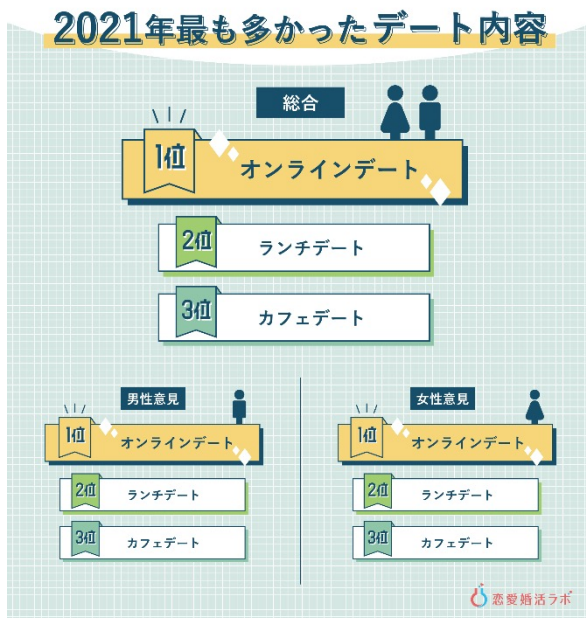 2021年最も多かったデート内容
総合
1位 オンラインデート
2位 ランチデート
3位 カフェデート
男性意見
1位 オンラインデート
2位 ランチデート
3位 カフェデート
女性意見
1位 オンラインデート
2位 ランチデート
3位 カフェデート
恋愛婚活ラボ